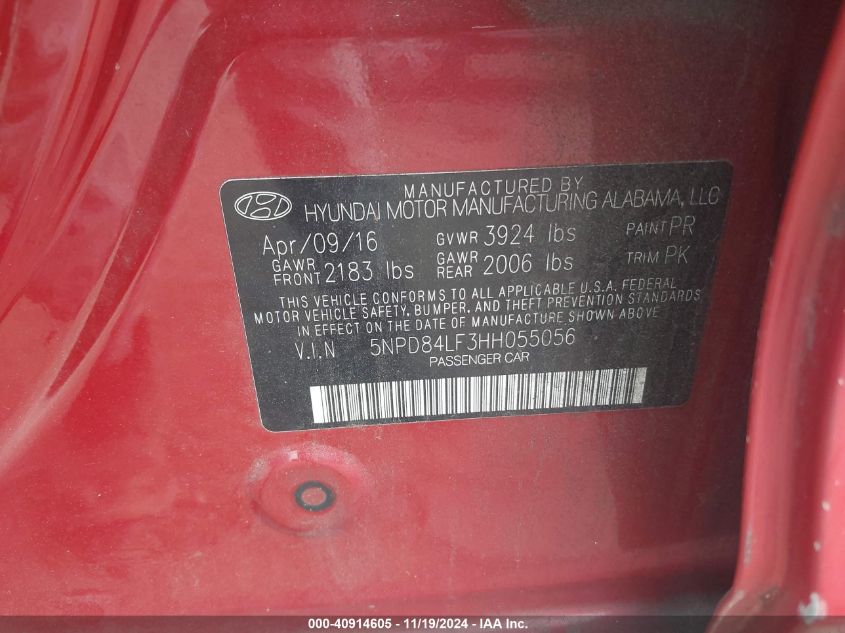 MANUFACTURED BY
HYUNDAI MOTOR MANUFACTURING ALABAMA, LLC
Apr/09/16 GVWR 3924 lbs PAINT PR
GAWR FRONT 2183 lbs GAWR REAR 2006 lbs TRIM PK
THIS VEHICLE CONFORMS TO ALL APPLICABLE U.S.A. FEDERAL
MOTOR VEHICLE SAFETY, BUMPER, AND THEFT PREVENTION STANDARDS
IN EFFECT ON THE DATE OF MANUFACTURE SHOWN ABOVE
V.I.N 5NPD84LF3HH055056
PASSENGER CAR
000-40914605 - 11/19/2024 - IAA Inc.